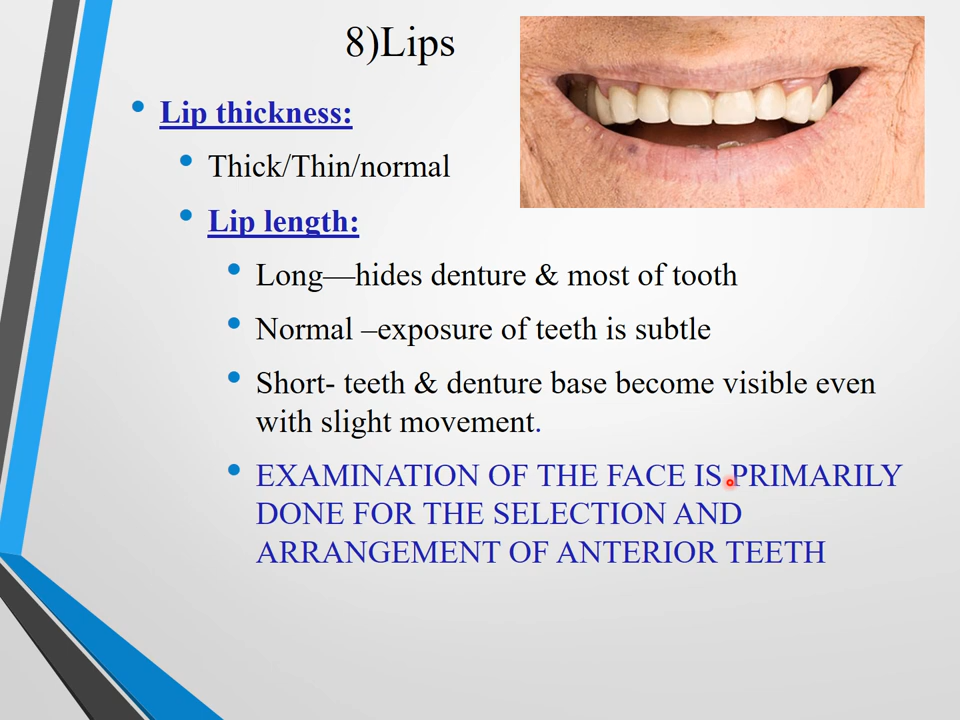 8)Lips
Lip thickness:
Thick/Thin/normal
Lip length:
Long—hides denture & most of tooth
Normal –exposure of teeth is subtle
Short- teeth & denture base become visible even
with slight movement.
EXAMINATION OF THE FACE IS PRIMARILY
DONE FOR THE SELECTION AND
ARRANGEMENT OF ANTERIOR TEETH